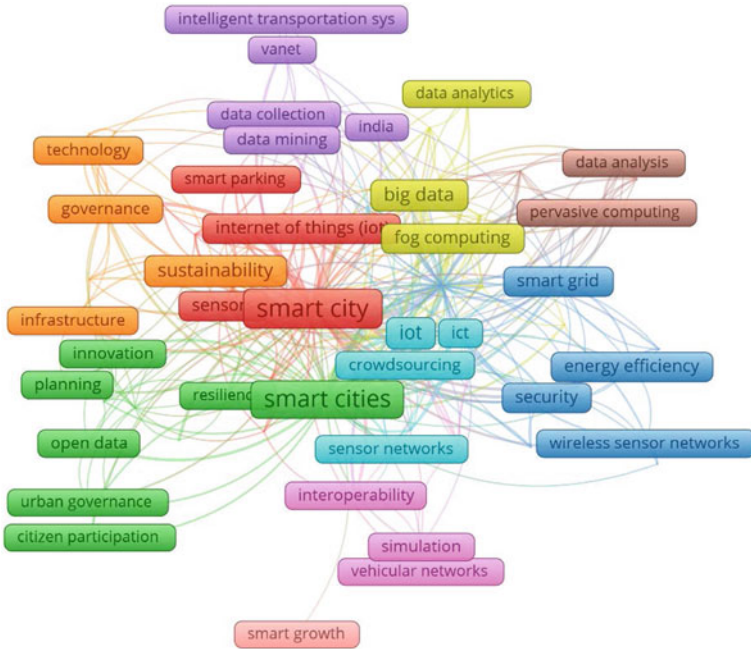 intelligent transportation sys
vanet
data analytics
data collection
india
data mining
technology
data analysis
smart parking
big data
governance
pervasive computing
internet of things (iot)
fog computing
sustainability
smart grid
sensor
smart city
infrastructure
iot
ict
innovation
crowdsourcing
energy efficiency
planning
resilienc
smart cities
security
open data
sensor networks
wireless sensor networks
interoperability
urban governance
citizen participation
simulation
vehicular networks
smart growth